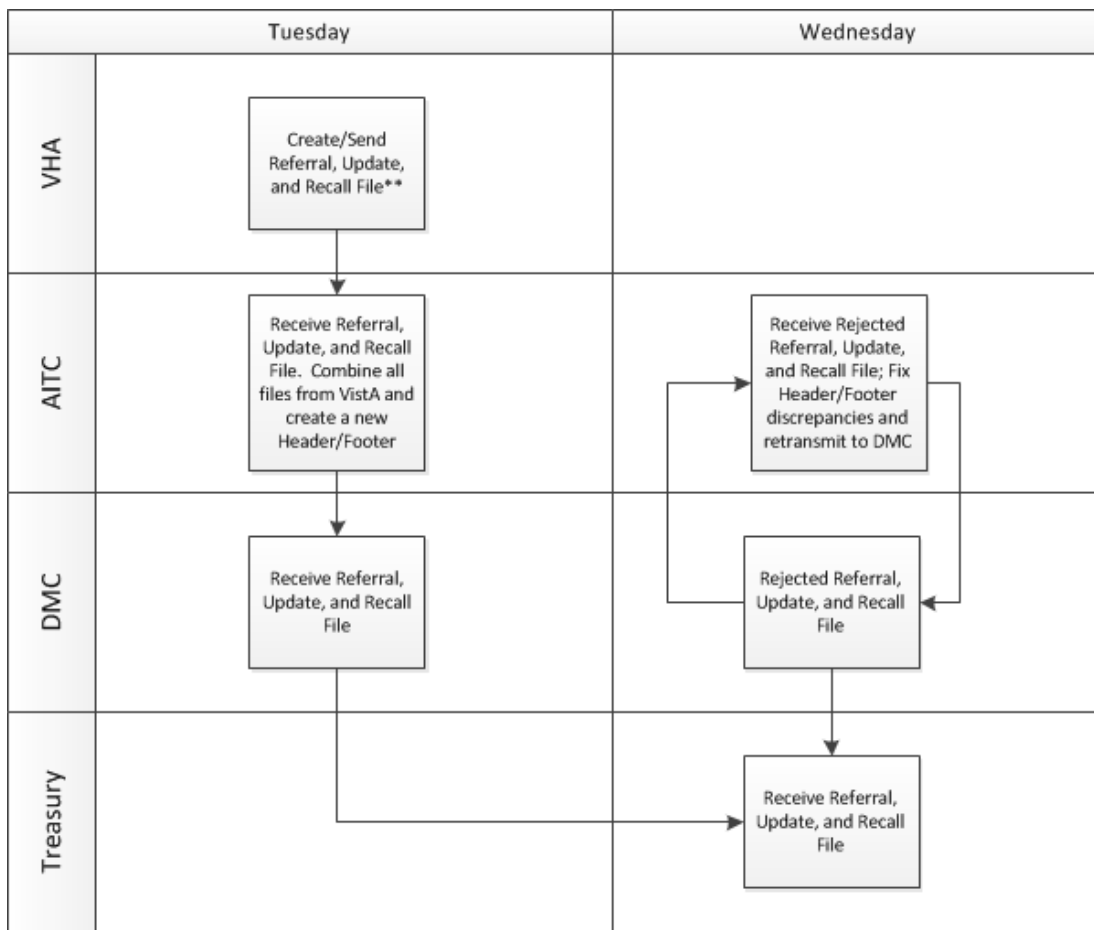 Tuesday
Wednesday
VHA
Create/Send
Referral, Update,
and Recall File**
AITC
Receive Referral,
Update, and Recall
File.  Combine all
files from VistA and
create a new
Header/Footer
Receive Rejected
Referral, Update,
and Recall File; Fix
Header/Footer
discrepancies and
retransmit to DMC
DMC
Receive Referral,
Update, and Recall
File
Rejected Referral,
Update, and Recall
File
Treasury
Receive Referral,
Update, and Recall
File